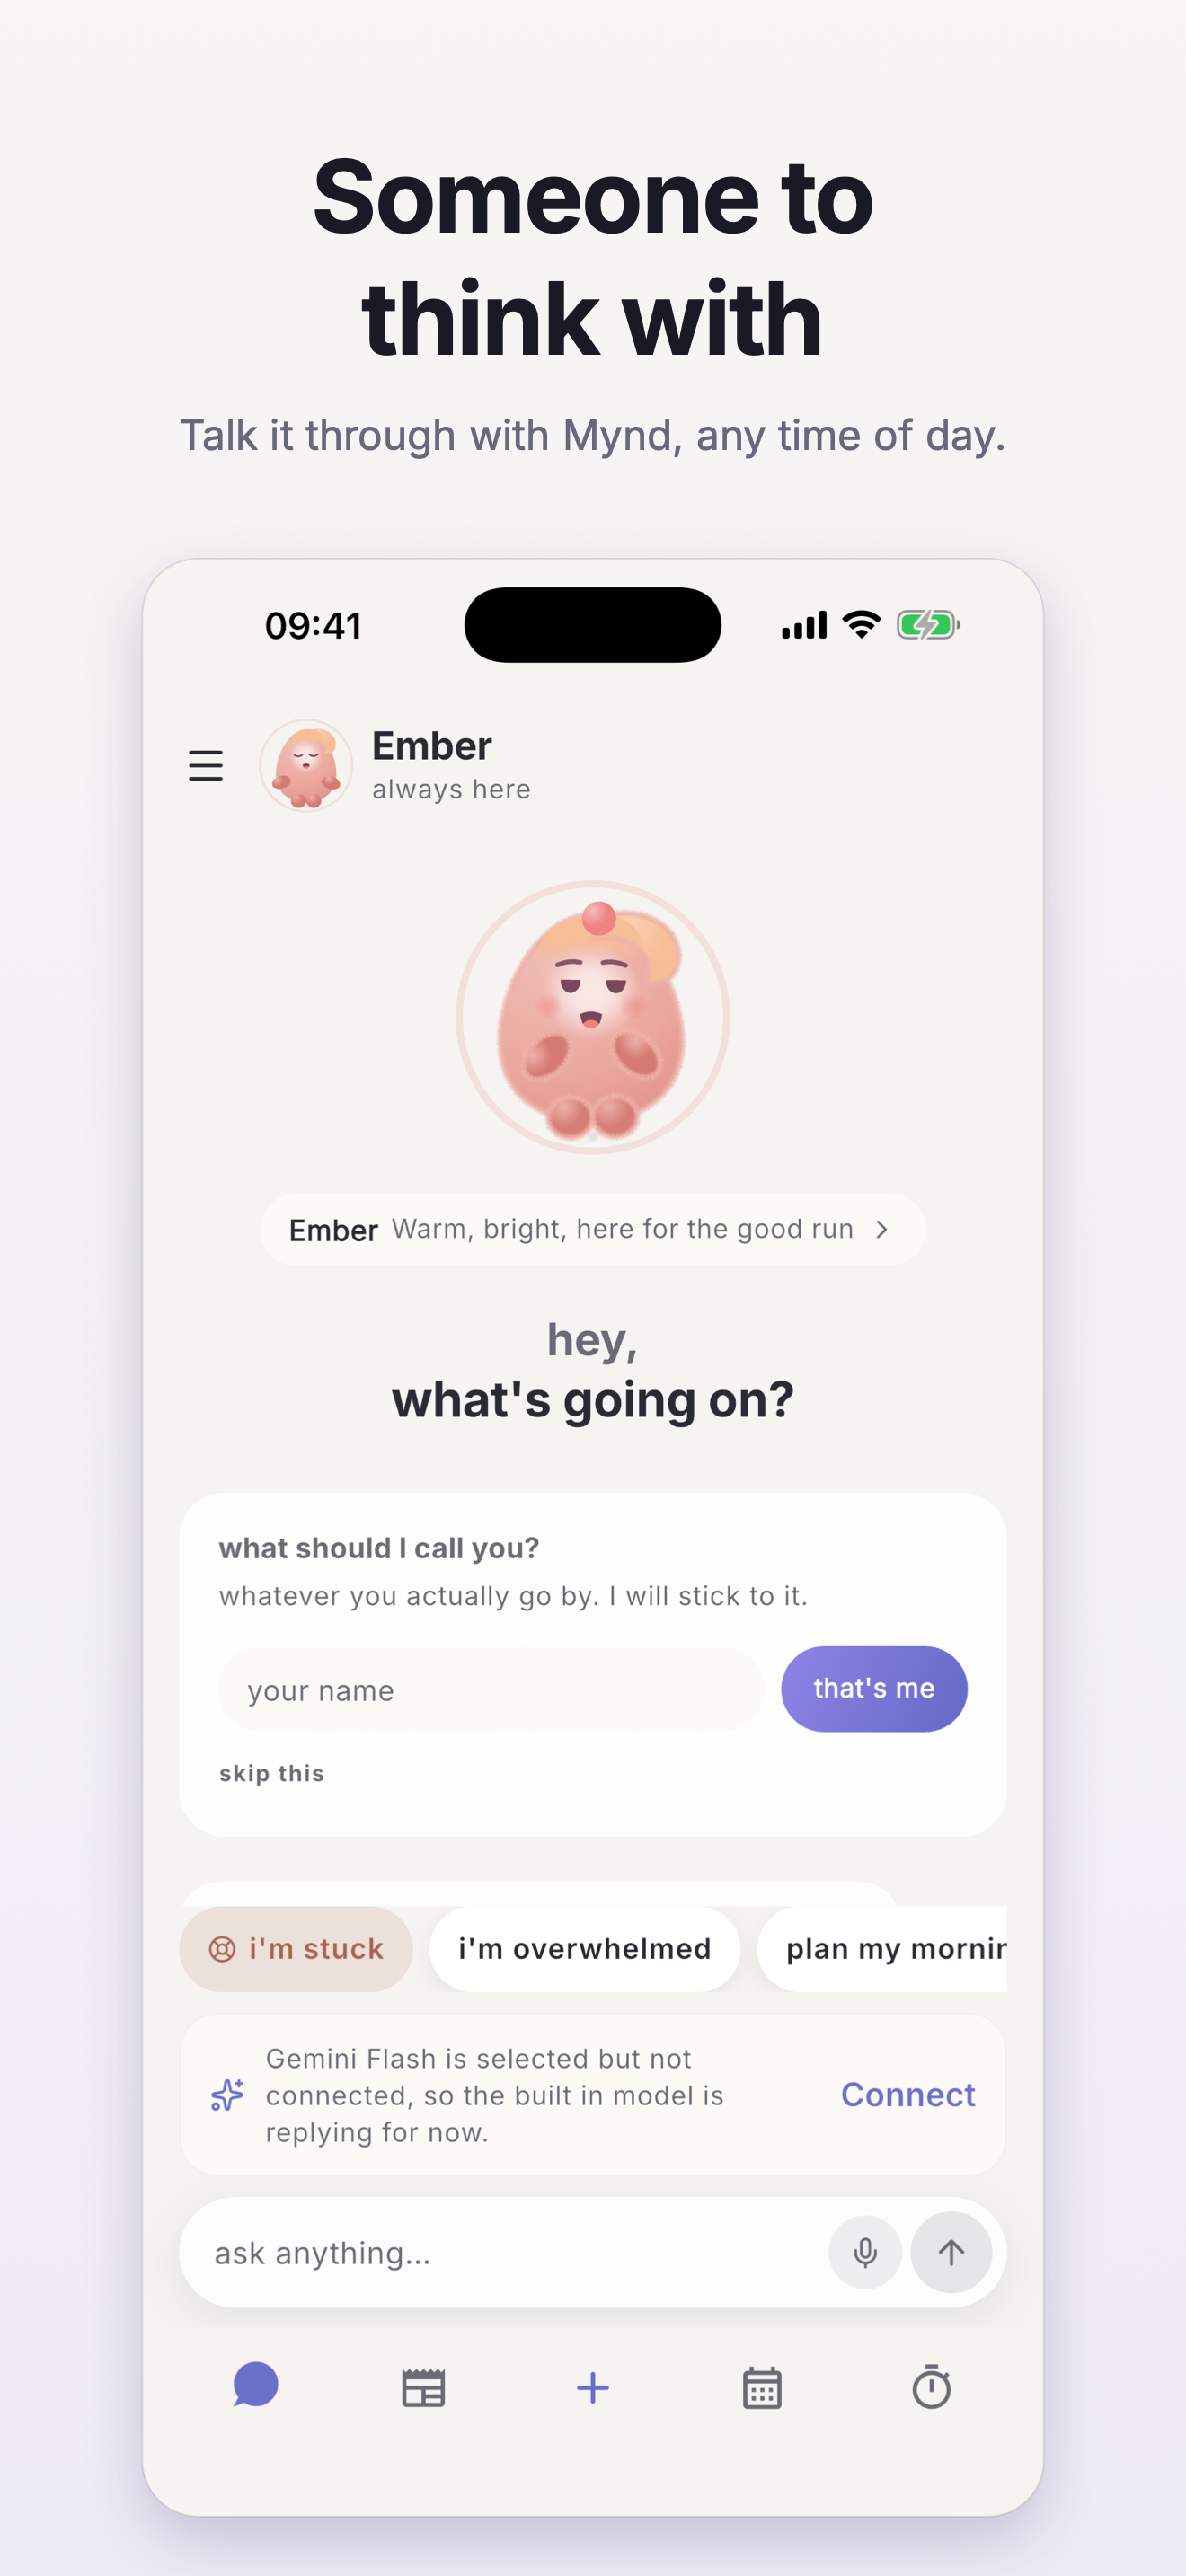 Someone to
think with
Talk it through with Mynd, any time of day.
09:41
Ember
always here
Ember Warm, bright, here for the good run
hey,
what's going on?
what should I call you?
whatever you actually go by. I will stick to it.
your name
that's me
skip this
i'm stuck
i'm overwhelmed
plan my mornin
Gemini Flash is selected but not
connected, so the built in model is
replying for now.
Connect
ask anything...